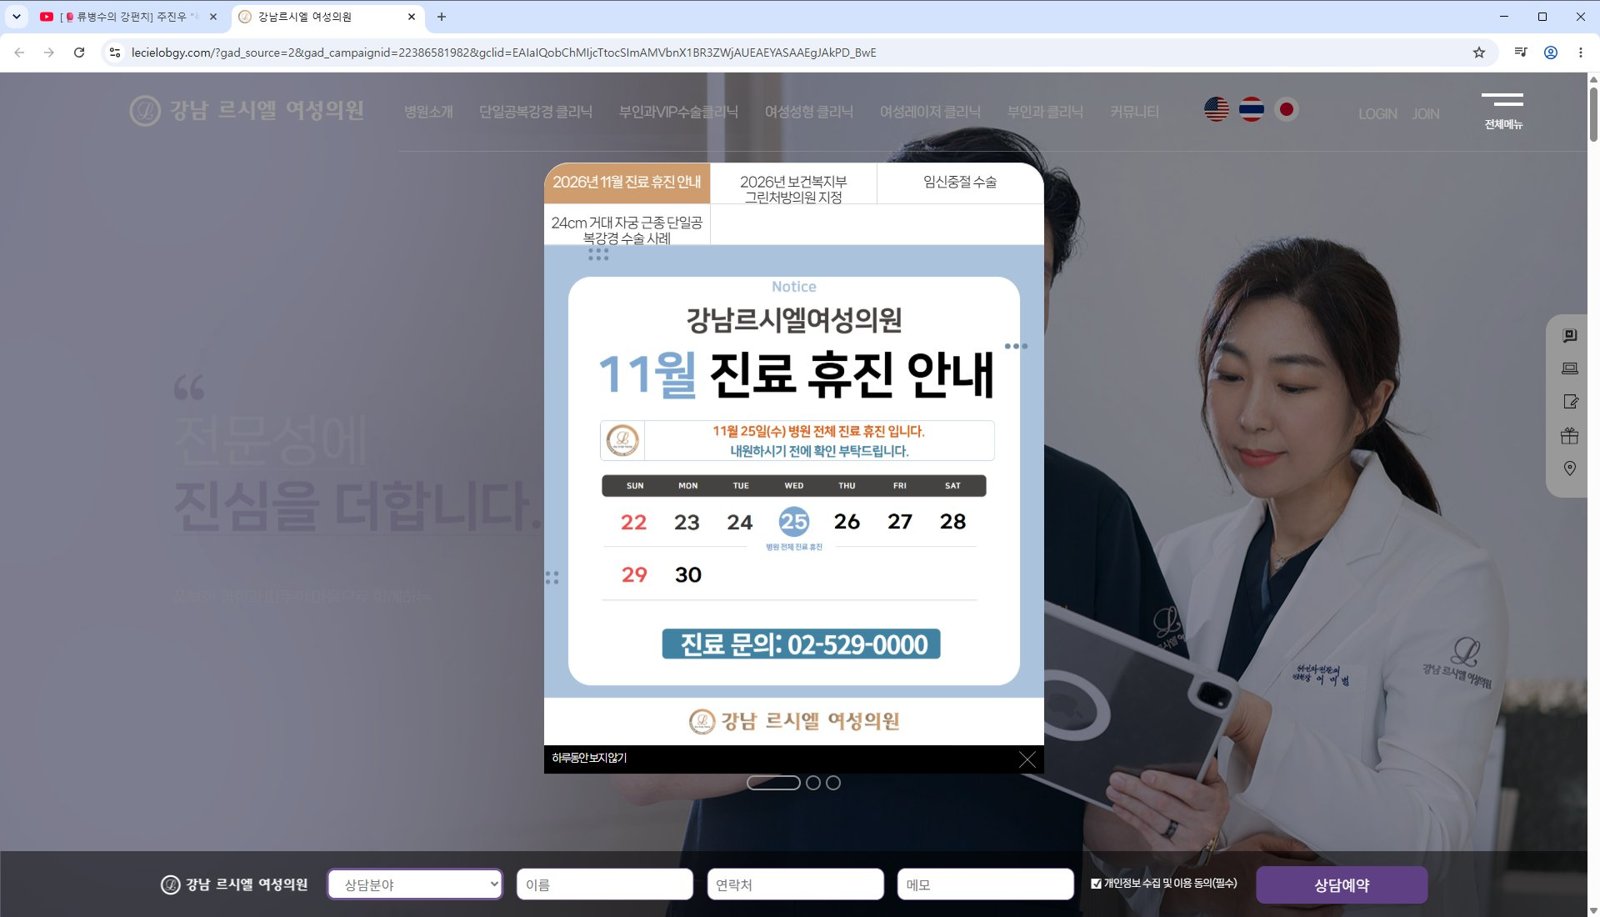 [🎙류병수의 강펀치] 주진우 "
강남르시엘 여성의원
lecielobgy.com/?gad_source=2&gad_campaignid=22386581982&gclid=EAIaIQobChMIjcTtocSImAMVbnX1BR3ZWjAUEAEYASAAEgJAkPD_BwE
강남 르시엘 여성의원
병원소개 단일공복강경 클리닉 부인과VIP수술클리닉 여성성형 클리닉 여성레이저 클리닉 부인과 클리닉 커뮤니티
LOGIN JOIN
전체메뉴
2026년 11월 진료 휴진 안내
2026년 보건복지부
그린처방의원 지정
임신중절 수술
24cm 거대 자궁 근종 단일공
복강경 수술 사례
Notice
강남르시엘여성의원
11월 진료 휴진 안내
11월 25일(수) 병원 전체 진료 휴진 입니다.
내원하시기 전에 확인 부탁드립니다.
SUN MON TUE WED THU FRI SAT
22 23 24 25 26 27 28
병원 전체 진료 휴진
29 30
진료 문의: 02-529-0000
강남 르시엘 여성의원
하루동안 보지 않기
“
전문성에
진심을 더합니다.
강남 르시엘 여성의원
강남 르시엘 여성의원
상담분야
이름
연락처
메모
개인정보 수집 및 이용 동의(필수)
상담예약